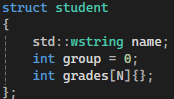 struct student
{
    std::wstring name;
    int group = 0;
    int grades[N]{};
};